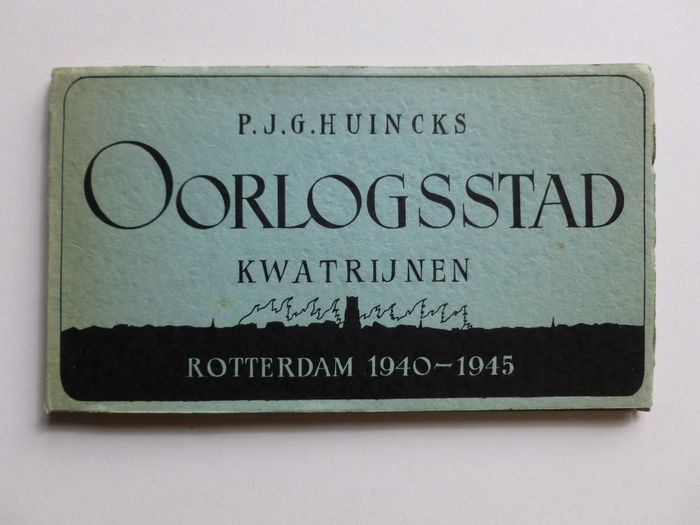 P.J.G.HUINCKS
OORLOGSSTAD
KWATRIJNEN
ROTTERDAM 1940-1945